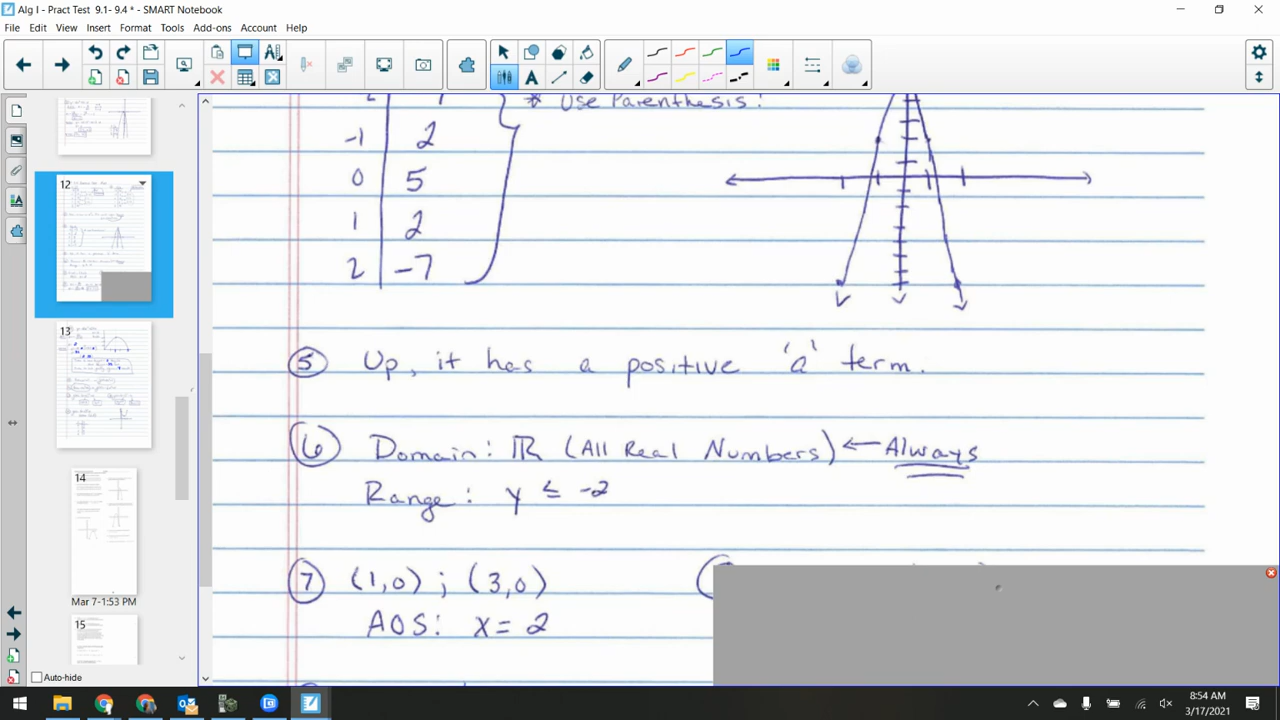 Alg I - Pract Test 9.1- 9.4 * - SMART Notebook
File Edit View Insert Format Tools Add-ons Account Help
* Use Parenthesis!
-1 2
0 5
1 2
2 -7
5 Up, it has a positive 'a' term.
6 Domain: ℝ (All Real Numbers) ← Always
Range: y ≤ -2
7 (1,0) ; (3,0)
AOS: x = 2
12
13
14
Mar 7-1:53 PM
15
Auto-hide
8:54 AM
3/17/2021